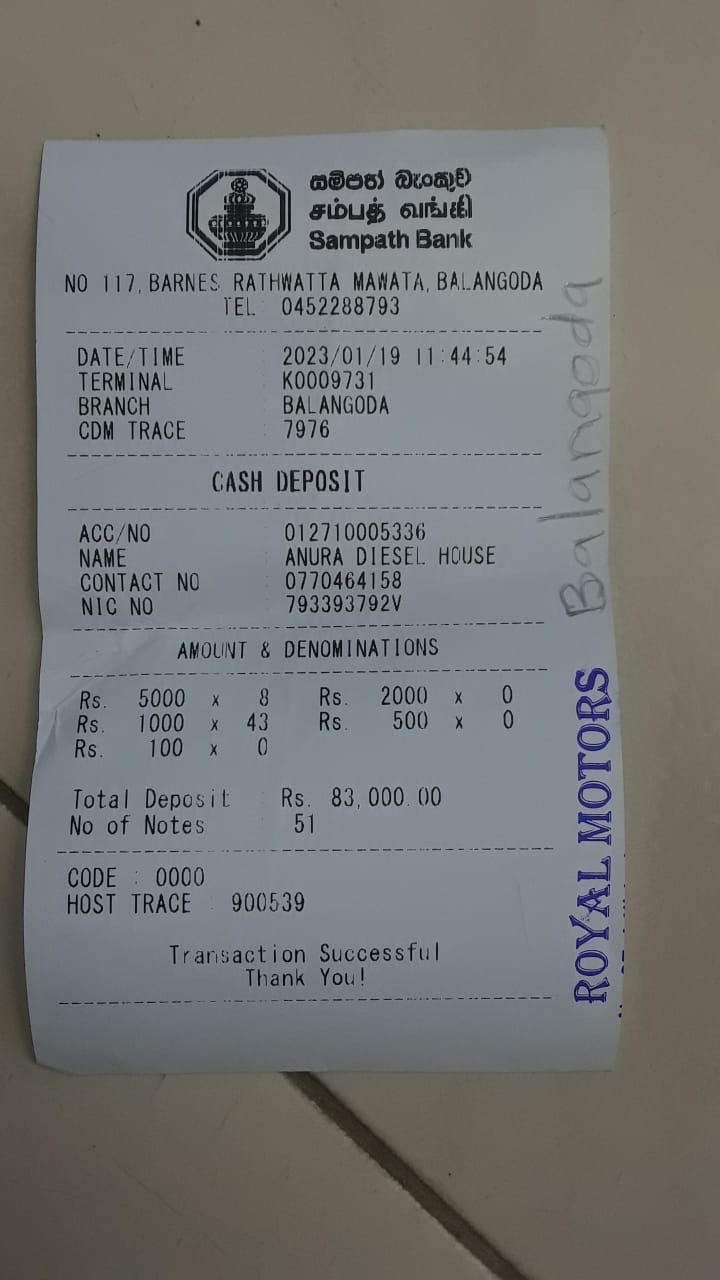 සම්පත් බැංකුව
சம்பத் வங்கி
Sampath Bank
NO 117, BARNES RATHWATTA MAWATA, BALANGODA
TEL : 0452288793
DATE/TIME : 2023/01/19 11:44:54
TERMINAL : K0009731
BRANCH : BALANGODA
CDM TRACE : 7976
CASH DEPOSIT
ACC/NO : 012710005336
NAME : ANURA DIESEL HOUSE
CONTACT NO : 0770464158
NIC NO : 793393792V
AMOUNT & DENOMINATIONS
Rs. 5000 x 8 Rs. 2000 x 0
Rs. 1000 x 43 Rs. 500 x 0
Rs. 100 x 0
Total Deposit : Rs. 83,000.00
No of Notes : 51
CODE : 0000
HOST TRACE : 900539
Transaction Successful
Thank You!
Balangoda
ROYAL MOTORS